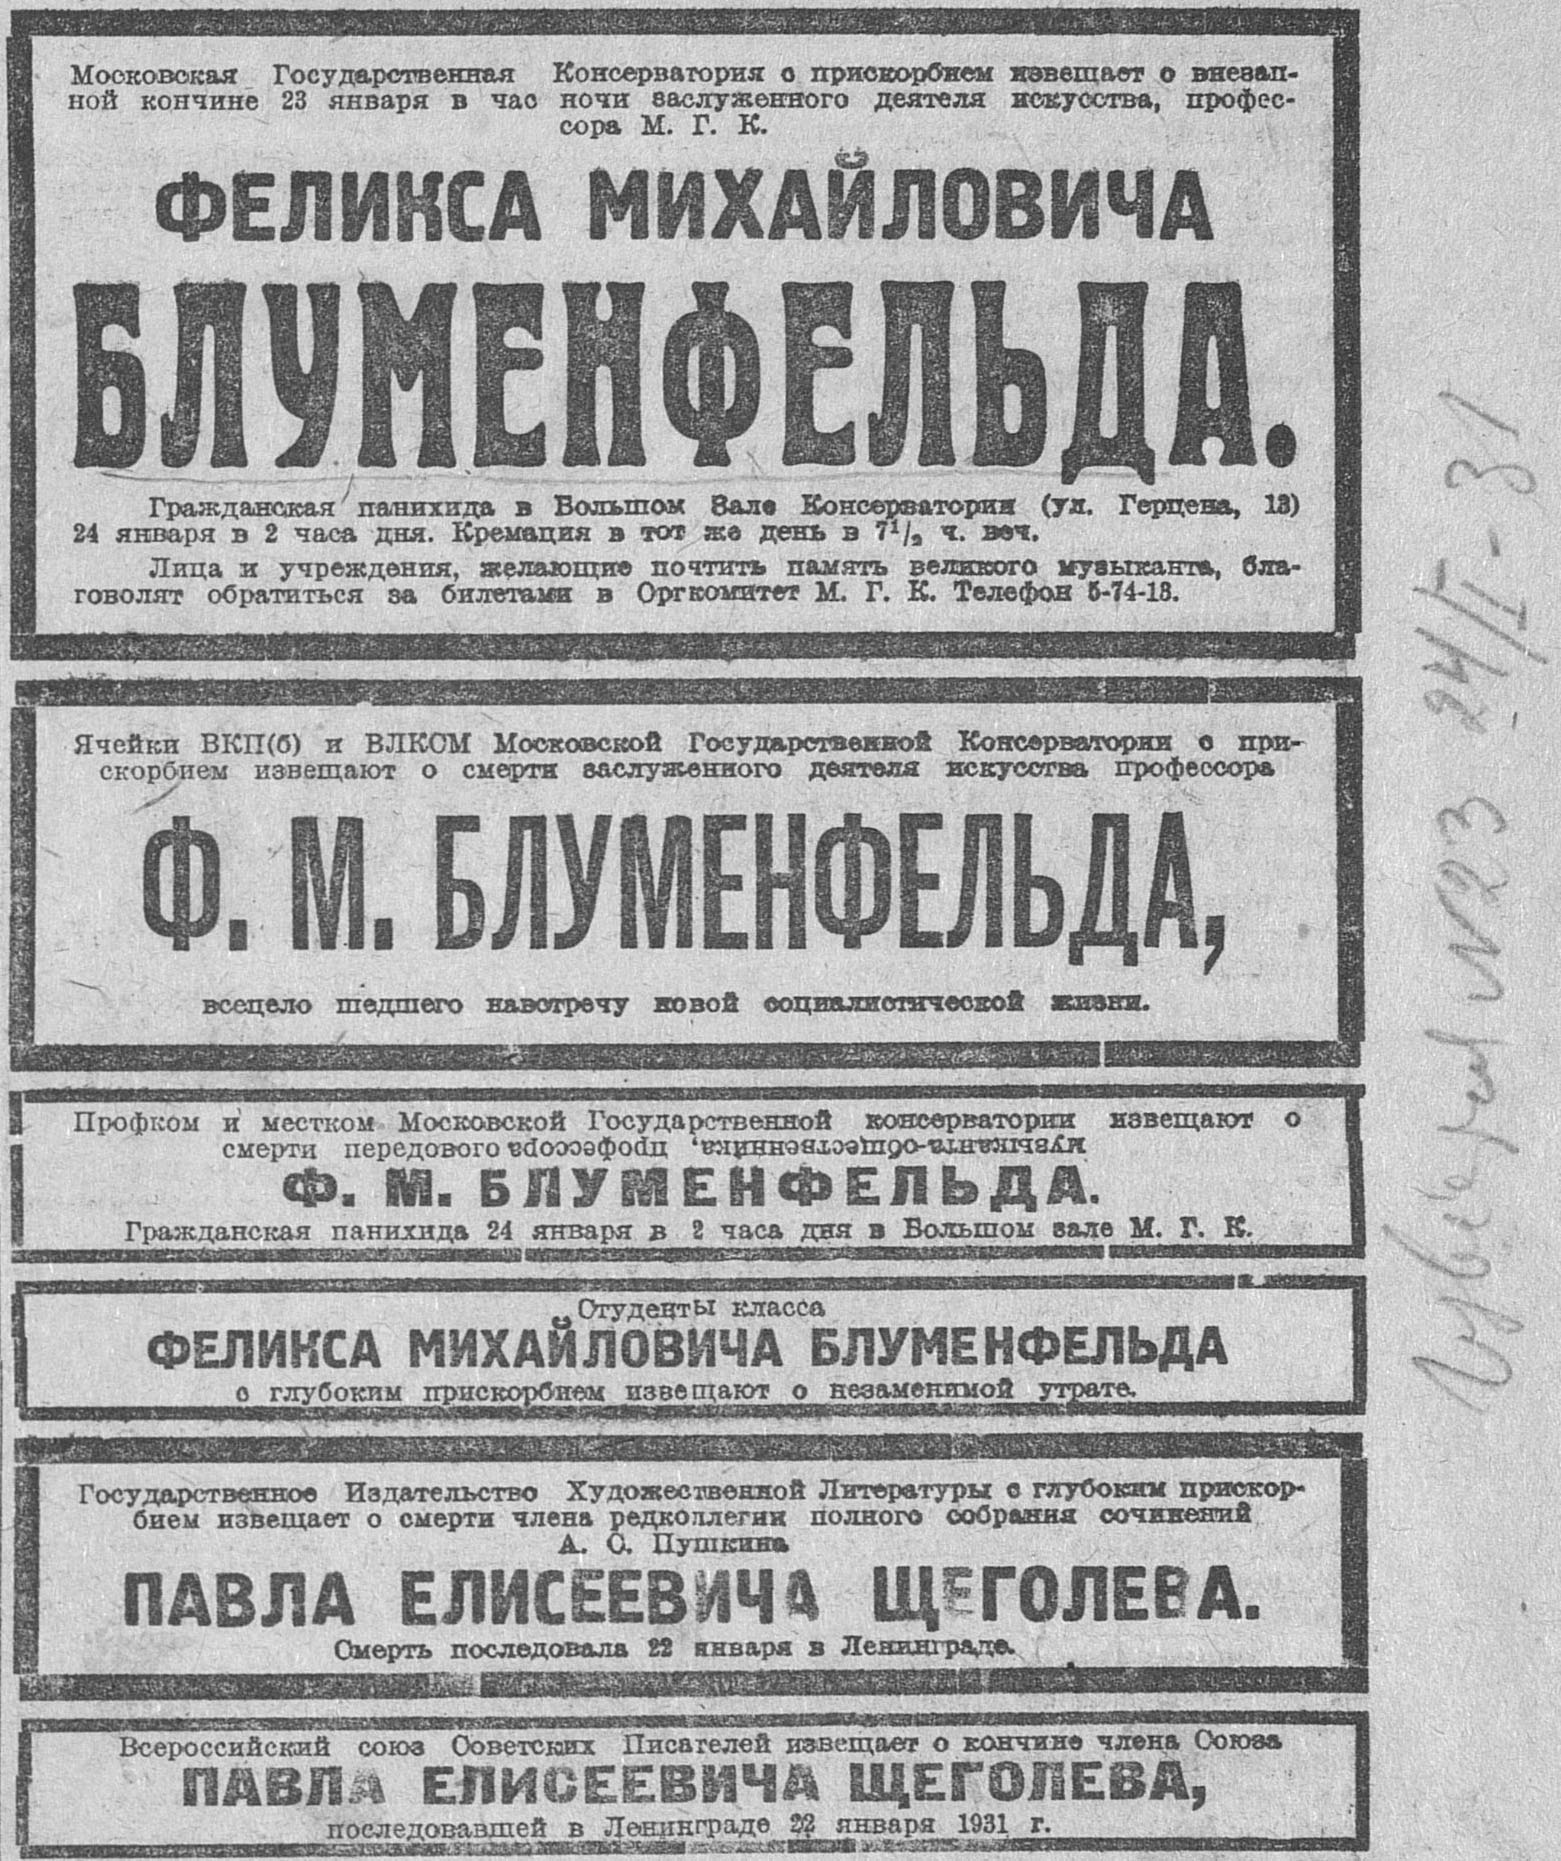 Московская Государственная Консерватория с прискорбием извещает о внезап-
ной кончине 23 января в час ночи заслуженного деятеля искусства, профес-
сора М. Г. К.
ФЕЛИКСА МИХАЙЛОВИЧА
БЛУМЕНФЕЛЬДА.
Гражданская панихида в Большом Зале Консерватории (ул. Герцена, 13)
24 января в 2 часа дня. Кремация в тот же день в 7¹/₂ ч. веч.
Лица и учреждения, желающие почтить память великого музыканта, бла-
говолят обратиться за билетами в Оргкомитет М. Г. К. Телефон 5-74-13.
Ячейки ВКП(б) и ВЛКСМ Московской Государственной Консерватории с при-
скорбием извещают о смерти заслуженного деятеля искусства профессора
Ф. М. БЛУМЕНФЕЛЬДА,
всецело шедшего навстречу новой социалистической жизни.
Профком и местком Московской Государственной консерватории извещают о
смерти передового музыканта-общественника, профессора
Ф. М. БЛУМЕНФЕЛЬДА.
Гражданская панихида 24 января в 2 часа дня в Большом зале М. Г. К.
Студенты класса
ФЕЛИКСА МИХАЙЛОВИЧА БЛУМЕНФЕЛЬДА
с глубоким прискорбием извещают о незаменимой утрате.
Государственное Издательство Художественной Литературы с глубоким прискор-
бием извещает о смерти члена редколлегии полного собрания сочинений
А. С. Пушкина
ПАВЛА ЕЛИСЕЕВИЧА ЩЕГОЛЕВА.
Смерть последовала 22 января в Ленинграде.
Всероссийский союз Советских Писателей извещает о кончине члена Союза
ПАВЛА ЕЛИСЕЕВИЧА ЩЕГОЛЕВА,
последовавшей в Ленинграде 22 января 1931 г.
№23 24/I-31